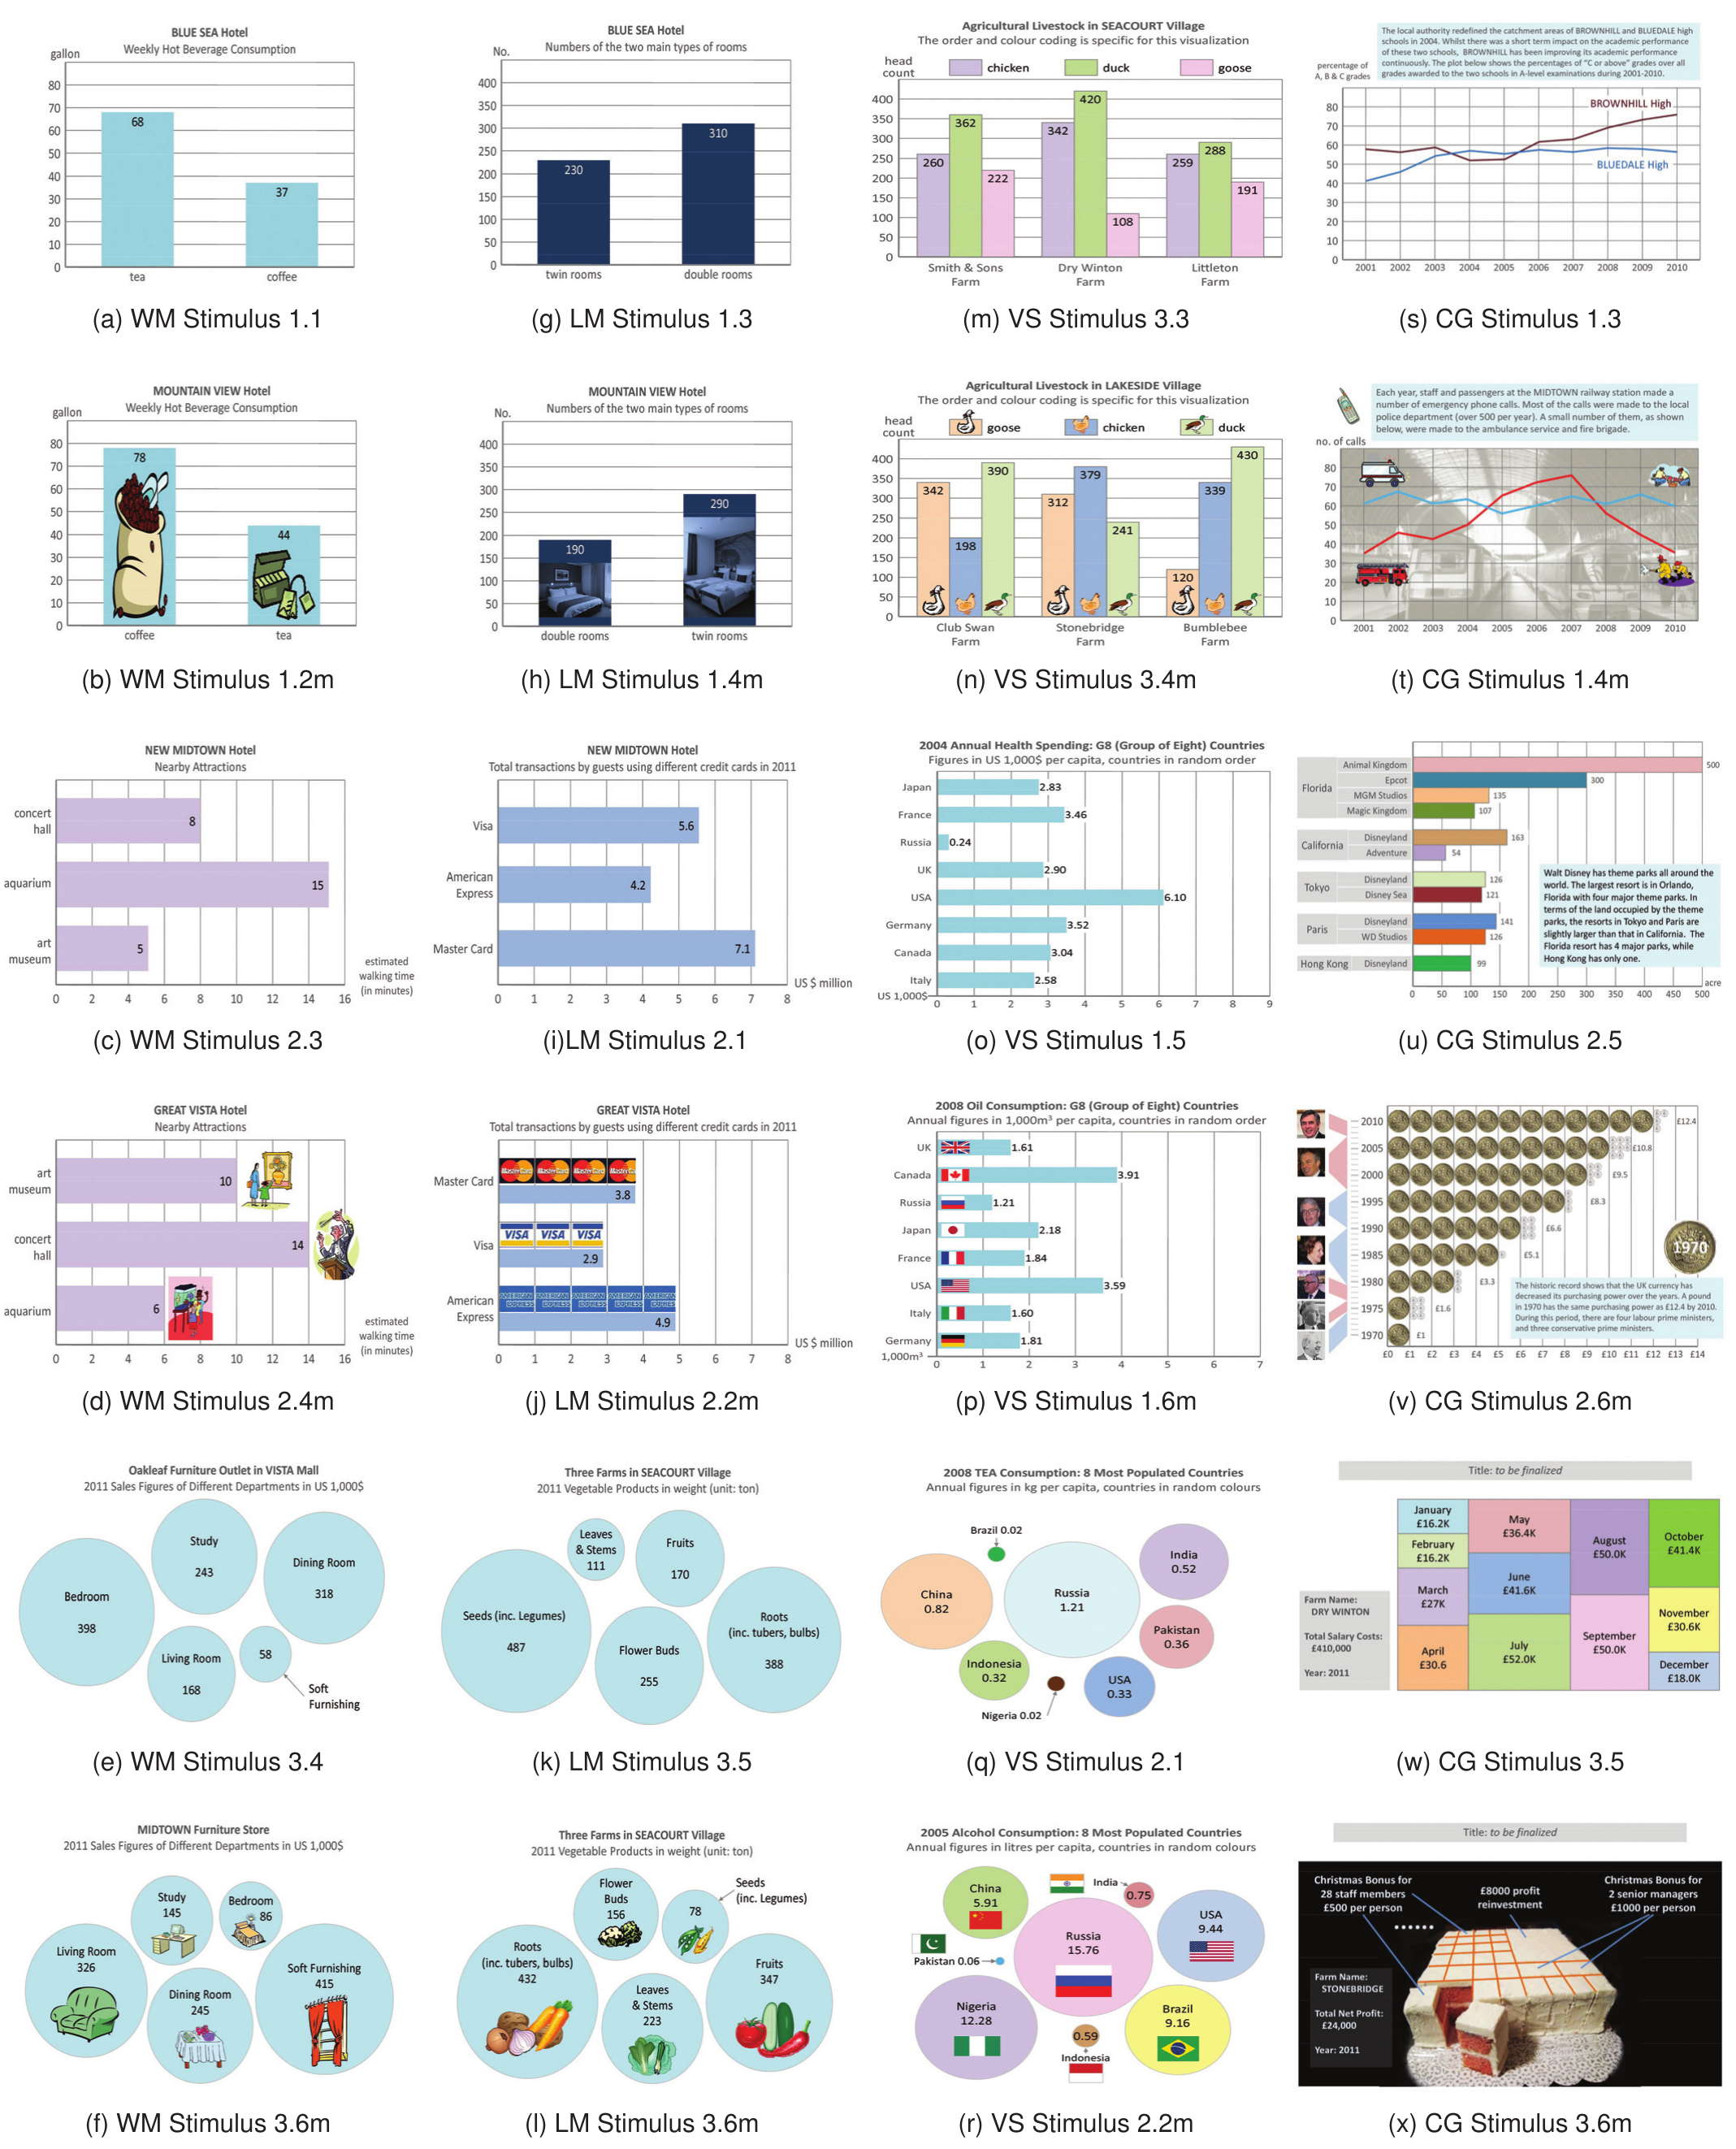 BLUE SEA Hotel
Weekly Hot Beverage Consumption
gallon
80
70
60
50
40
30
20
10
0
68
37
tea coffee
(a) WM Stimulus 1.1
BLUE SEA Hotel
Numbers of the two main types of rooms
No.
400
350
300
250
200
150
100
50
0
230
310
twin rooms double rooms
(g) LM Stimulus 1.3
Agricultural Livestock in SEACOURT Village
The order and colour coding is specific for this visualization
head
count
chicken duck goose
400
350
300
250
200
150
100
50
0
260 362 222
342 420 108
259 288 191
Smith & Sons
Farm
Dry Winton
Farm
Littleton
Farm
(m) VS Stimulus 3.3
The local authority redefined the catchment areas of BROWNHILL and BLUEDALE high
schools in 2004. Whilst there was a short term impact on the academic performance
of these two schools, BROWNHILL has been improving its academic performance
continuously. The plot below shows the percentages of "C or above" grades over all
grades awarded to the two schools in A-level examinations during 2001-2010.
percentage of
A, B & C grades
80
70
60
50
40
30
20
10
0
BROWNHILL High
BLUEDALE High
2001 2002 2003 2004 2005 2006 2007 2008 2009 2010
(s) CG Stimulus 1.3
MOUNTAIN VIEW Hotel
Weekly Hot Beverage Consumption
gallon
80
70
60
50
40
30
20
10
0
78
44
coffee tea
(b) WM Stimulus 1.2m
MOUNTAIN VIEW Hotel
Numbers of the two main types of rooms
No.
400
350
300
250
200
150
100
50
0
190
290
double rooms twin rooms
(h) LM Stimulus 1.4m
Agricultural Livestock in LAKESIDE Village
The order and colour coding is specific for this visualization
head
count
goose chicken duck
400
350
300
250
200
150
100
50
0
342 198 390
312 379 241
120 339 430
Club Swan
Farm
Stonebridge
Farm
Bumblebee
Farm
(n) VS Stimulus 3.4m
Each year, staff and passengers at the MIDTOWN railway station made a
number of emergency phone calls. Most of the calls were made to the local
police department (over 500 per year). A small number of them, as shown
below, were made to the ambulance service and fire brigade.
no. of calls
80
70
60
50
40
30
20
10
0
2001 2002 2003 2004 2005 2006 2007 2008 2009 2010
(t) CG Stimulus 1.4m
NEW MIDTOWN Hotel
Nearby Attractions
concert
hall
8
aquarium
15
art
museum
5
estimated
walking time
(in minutes)
0 2 4 6 8 10 12 14 16
(c) WM Stimulus 2.3
NEW MIDTOWN Hotel
Total transactions by guests using different credit cards in 2011
Visa
5.6
American
Express
4.2
Master Card
7.1
US $ million
0 1 2 3 4 5 6 7 8
(i)LM Stimulus 2.1
2004 Annual Health Spending: G8 (Group of Eight) Countries
Figures in US 1,000$ per capita, countries in random order
Japan 2.83
France 3.46
Russia 0.24
UK 2.90
USA 6.10
Germany 3.52
Canada 3.04
Italy 2.58
US 1,000$
0 1 2 3 4 5 6 7 8 9
(o) VS Stimulus 1.5
Florida
Animal Kingdom 500
Epcot 300
MGM Studios 135
Magic Kingdom 107
California
Disneyland 163
Adventure 54
Tokyo
Disneyland 126
Disney Sea 121
Paris
Disneyland 141
WD Studios 126
Hong Kong
Disneyland 99
Walt Disney has theme parks all around the
world. The largest resort is in Orlando,
Florida with four major theme parks. In
terms of the land occupied by the theme
parks, the resorts in Tokyo and Paris are
slightly larger than that in California. The
Florida resort has 4 major parks, while
Hong Kong has only one.
acre
0 50 100 150 200 250 300 350 400 450 500
(u) CG Stimulus 2.5
GREAT VISTA Hotel
Nearby Attractions
art
museum
10
concert
hall
14
aquarium
6
estimated
walking time
(in minutes)
0 2 4 6 8 10 12 14 16
(d) WM Stimulus 2.4m
GREAT VISTA Hotel
Total transactions by guests using different credit cards in 2011
Master Card
MasterCard MasterCard MasterCard
3.8
Visa
VISA VISA VISA
2.9
American
Express
AMERICAN EXPRESS AMERICAN EXPRESS AMERICAN EXPRESS AMERICAN EXPRESS
4.9
US $ million
0 1 2 3 4 5 6 7 8
(j) LM Stimulus 2.2m
2008 Oil Consumption: G8 (Group of Eight) Countries
Annual figures in 1,000m³ per capita, countries in random order
UK 1.61
Canada 3.91
Russia 1.21
Japan 2.18
France 1.84
USA 3.59
Italy 1.60
Germany 1.81
1,000m³
0 1 2 3 4 5 6 7
(p) VS Stimulus 1.6m
2010 £12.4
2005 £10.8
2000 £9.5
1995 £8.3
1990 £6.6
1985 £5.1
1980 £3.3
1975 £1.6
1970 £1
1970
The historic record shows that the UK currency has
decreased its purchasing power over the years. A pound
in 1970 has the same purchasing power as £12.4 by 2010.
During this period, there are four labour prime ministers,
and three conservative prime ministers.
£0 £1 £2 £3 £4 £5 £6 £7 £8 £9 £10 £11 £12 £13 £14
(v) CG Stimulus 2.6m
Oakleaf Furniture Outlet in VISTA Mall
2011 Sales Figures of Different Departments in US 1,000$
Study
243
Dining Room
318
Bedroom
398
Living Room
168
58
Soft
Furnishing
(e) WM Stimulus 3.4
Three Farms in SEACOURT Village
2011 Vegetable Products in weight (unit: ton)
Leaves
& Stems
111
Fruits
170
Seeds (inc. Legumes)
487
Roots
(inc. tubers, bulbs)
388
Flower Buds
255
(k) LM Stimulus 3.5
2008 TEA Consumption: 8 Most Populated Countries
Annual figures in kg per capita, countries in random colours
Brazil 0.02
India
0.52
China
0.82
Russia
1.21
Pakistan
0.36
Indonesia
0.32
USA
0.33
Nigeria 0.02
(q) VS Stimulus 2.1
Title: to be finalized
Farm Name:
DRY WINTON
Total Salary Costs:
£410,000
Year: 2011
January
£16.2K
February
£16.2K
March
£27K
April
£30.6
May
£36.4K
June
£41.6K
July
£52.0K
August
£50.0K
September
£50.0K
October
£41.4K
November
£30.6K
December
£18.0K
(w) CG Stimulus 3.5
MIDTOWN Furniture Store
2011 Sales Figures of Different Departments in US 1,000$
Study
145
Bedroom
86
Living Room
326
Soft Furnishing
415
Dining Room
245
(f) WM Stimulus 3.6m
Three Farms in SEACOURT Village
2011 Vegetable Products in weight (unit: ton)
Flower
Buds
156
Seeds
(inc. Legumes)
78
Roots
(inc. tubers, bulbs)
432
Fruits
347
Leaves
& Stems
223
(l) LM Stimulus 3.6m
2005 Alcohol Consumption: 8 Most Populated Countries
Annual figures in litres per capita, countries in random colours
China
5.91
India
0.75
USA
9.44
Russia
15.76
Pakistan 0.06
Nigeria
12.28
Brazil
9.16
0.59
Indonesia
(r) VS Stimulus 2.2m
Title: to be finalized
Christmas Bonus for
28 staff members
£500 per person
£8000 profit
reinvestment
Christmas Bonus for
2 senior managers
£1000 per person
Farm Name:
STONEBRIDGE
Total Net Profit:
£24,000
Year: 2011
(x) CG Stimulus 3.6m